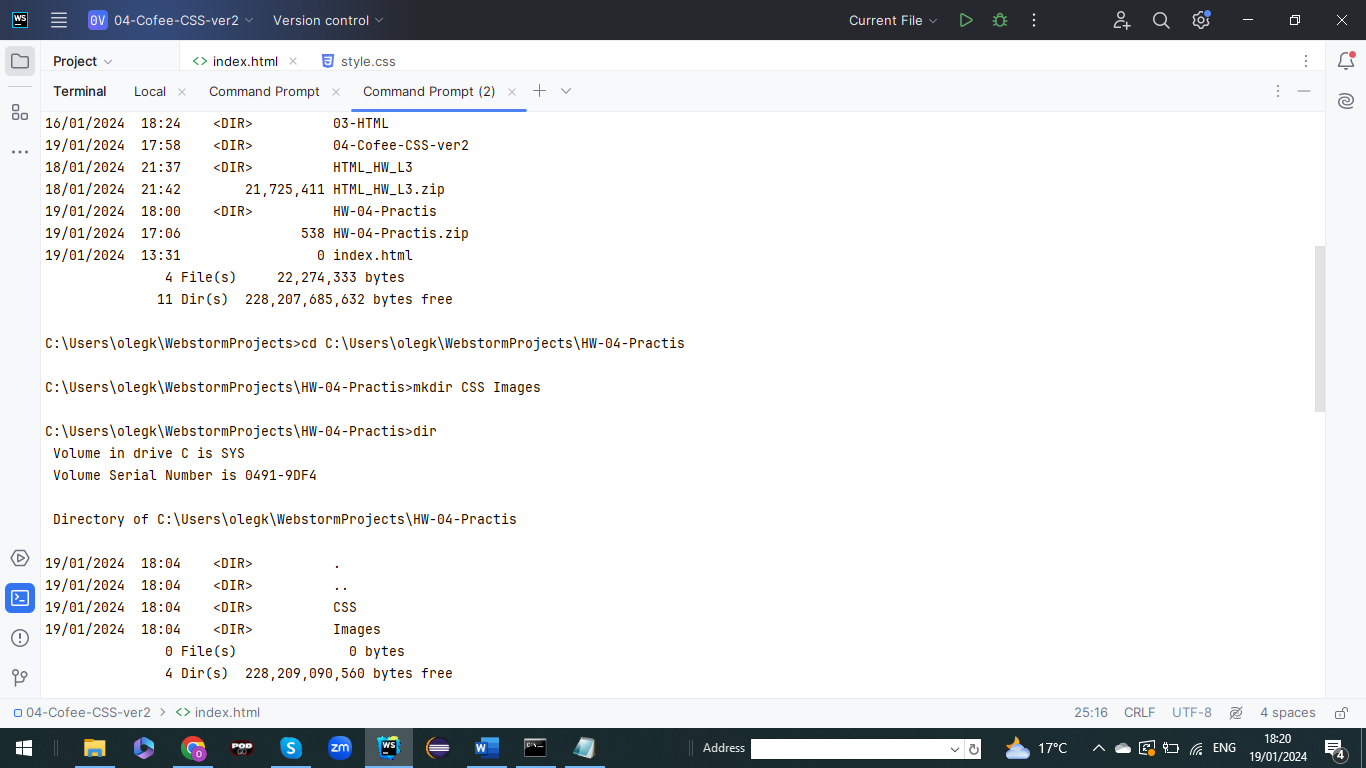 WS 0V 04-Cofee-CSS-ver2 Version control Current File
Project <> index.html style.css
Terminal Local Command Prompt Command Prompt (2)
16/01/2024  18:24    <DIR>          03-HTML
19/01/2024  17:58    <DIR>          04-Cofee-CSS-ver2
18/01/2024  21:37    <DIR>          HTML_HW_L3
18/01/2024  21:42        21,725,411 HTML_HW_L3.zip
19/01/2024  18:00    <DIR>          HW-04-Practis
19/01/2024  17:06               538 HW-04-Practis.zip
19/01/2024  13:31                 0 index.html
4 File(s)     22,274,333 bytes
11 Dir(s)  228,207,685,632 bytes free
C:\Users\olegk\WebstormProjects>cd C:\Users\olegk\WebstormProjects\HW-04-Practis
C:\Users\olegk\WebstormProjects\HW-04-Practis>mkdir CSS Images
C:\Users\olegk\WebstormProjects\HW-04-Practis>dir
Volume in drive C is SYS
Volume Serial Number is 0491-9DF4
Directory of C:\Users\olegk\WebstormProjects\HW-04-Practis
19/01/2024  18:04    <DIR>          .
19/01/2024  18:04    <DIR>          ..
19/01/2024  18:04    <DIR>          CSS
19/01/2024  18:04    <DIR>          Images
0 File(s)              0 bytes
4 Dir(s)  228,209,090,560 bytes free
04-Cofee-CSS-ver2 > <> index.html 25:16 CRLF UTF-8 4 spaces
O POD S zm WS W Address 17°C ENG 18:20
19/01/2024 4